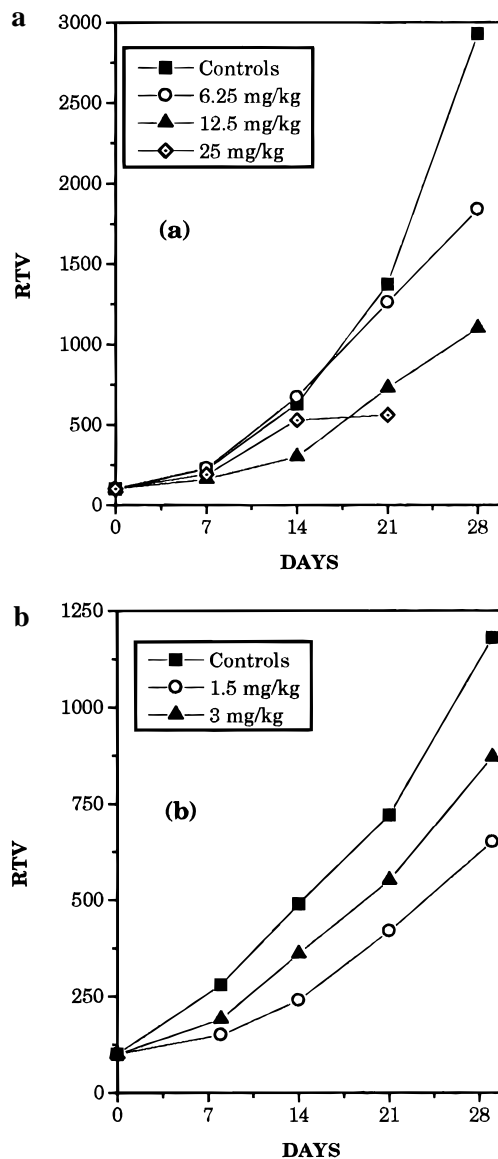 a
3000
2500
2000
1500
1000
500
0
RTV
Controls
6.25 mg/kg
12.5 mg/kg
25 mg/kg
(a)
0 7 14 21 28
DAYS
b
1250
1000
750
500
250
0
RTV
Controls
1.5 mg/kg
3 mg/kg
(b)
0 7 14 21 28
DAYS